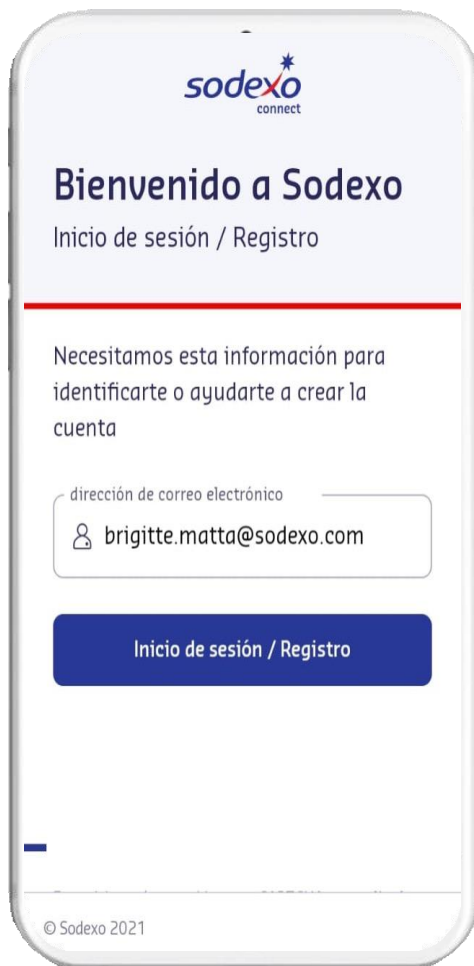 sodexo
connect
Bienvenido a Sodexo
Inicio de sesión / Registro
Necesitamos esta información para
identificarte o ayudarte a crear la
cuenta
dirección de correo electrónico
brigitte.matta@sodexo.com
Inicio de sesión / Registro
© Sodexo 2021